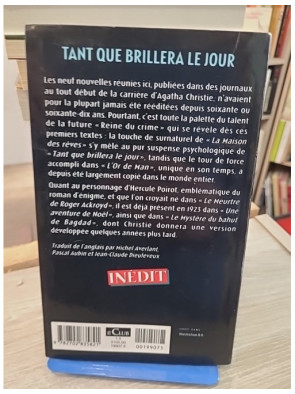 TANT QUE BRILLERA LE JOUR
Les neuf nouvelles réunies ici, publiées dans des journaux
au tout début de la carrière d'Agatha Christie, n'avaient
pour la plupart jamais été rééditées depuis soixante ou
soixante-dix ans. Pourtant, c'est toute la palette du talent
de la future « Reine du crime » qui se révèle dès ces
premiers textes : la touche de surnaturel de « La Maison
des rêves » s'y mêle au pur suspense psychologique de
« Tant que brillera le jour », tandis que le tour de force
accompli dans « L'Or de Man », unique en son temps, a
depuis été largement copié dans le monde entier.
Quant au personnage d'Hercule Poirot, emblématique du
roman d'énigme, et que l'on croyait né dans « Le Meurtre
de Roger Ackroyd », il est déjà présent en 1923 dans « Une
aventure de Noël », ainsi que dans « Le Mystère du bahut
de Bagdad », dont Christie donnera une version
développée quelques années plus tard.
Traduit de l'anglais par Michel Averlant,
Pascal Aubin et Jean-Claude Dieuleveux
INÉDIT
LE CLUB